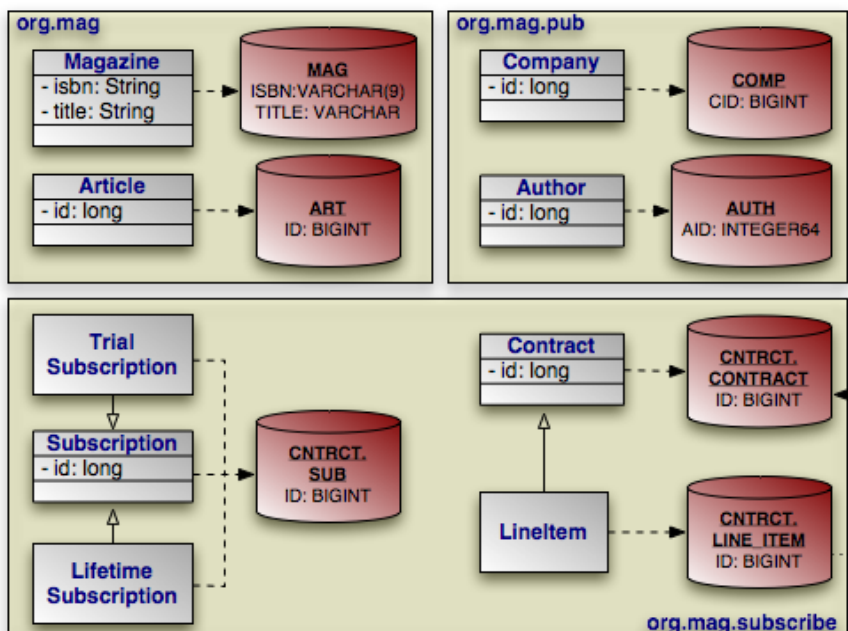 org.mag
Magazine
- isbn: String
- title: String
MAG
ISBN:VARCHAR(9)
TITLE: VARCHAR
Article
- id: long
ART
ID: BIGINT
org.mag.pub
Company
- id: long
COMP
CID: BIGINT
Author
- id: long
AUTH
AID: INTEGER64
Trial
Subscription
Subscription
- id: long
Lifetime
Subscription
CNTRCT.
SUB
ID: BIGINT
Contract
- id: long
CNTRCT.
CONTRACT
ID: BIGINT
LineItem
CNTRCT.
LINE_ITEM
ID: BIGINT
org.mag.subscribe